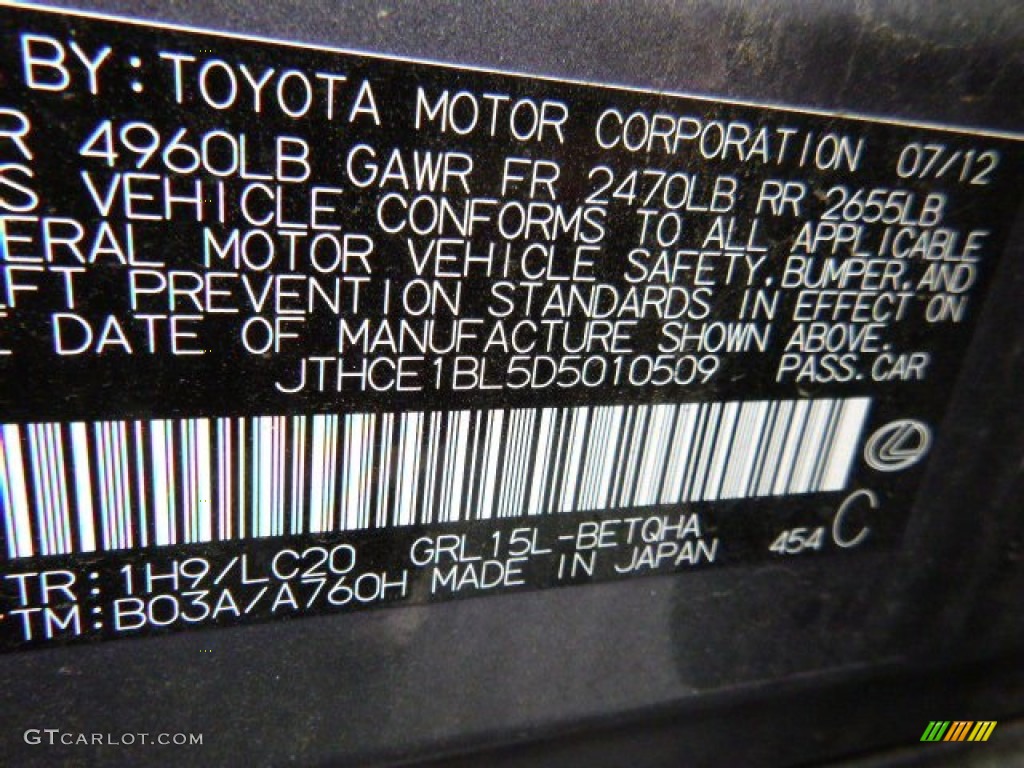 BY: TOYOTA MOTOR CORPORATION 07/12
R 4960LB GAWR FR 2470LB RR 2655LB
S VEHICLE CONFORMS TO ALL APPLICABLE
ERAL MOTOR VEHICLE SAFETY, BUMPER, AND
FT PREVENTION STANDARDS IN EFFECT ON
DATE OF MANUFACTURE SHOWN ABOVE.
JTHCE1BL5D5010509 PASS. CAR
TR: 1H9/LC20 GRL15L-BETQHA 454 C
TM: B03A/A760H MADE IN JAPAN
GTCARLOT.COM